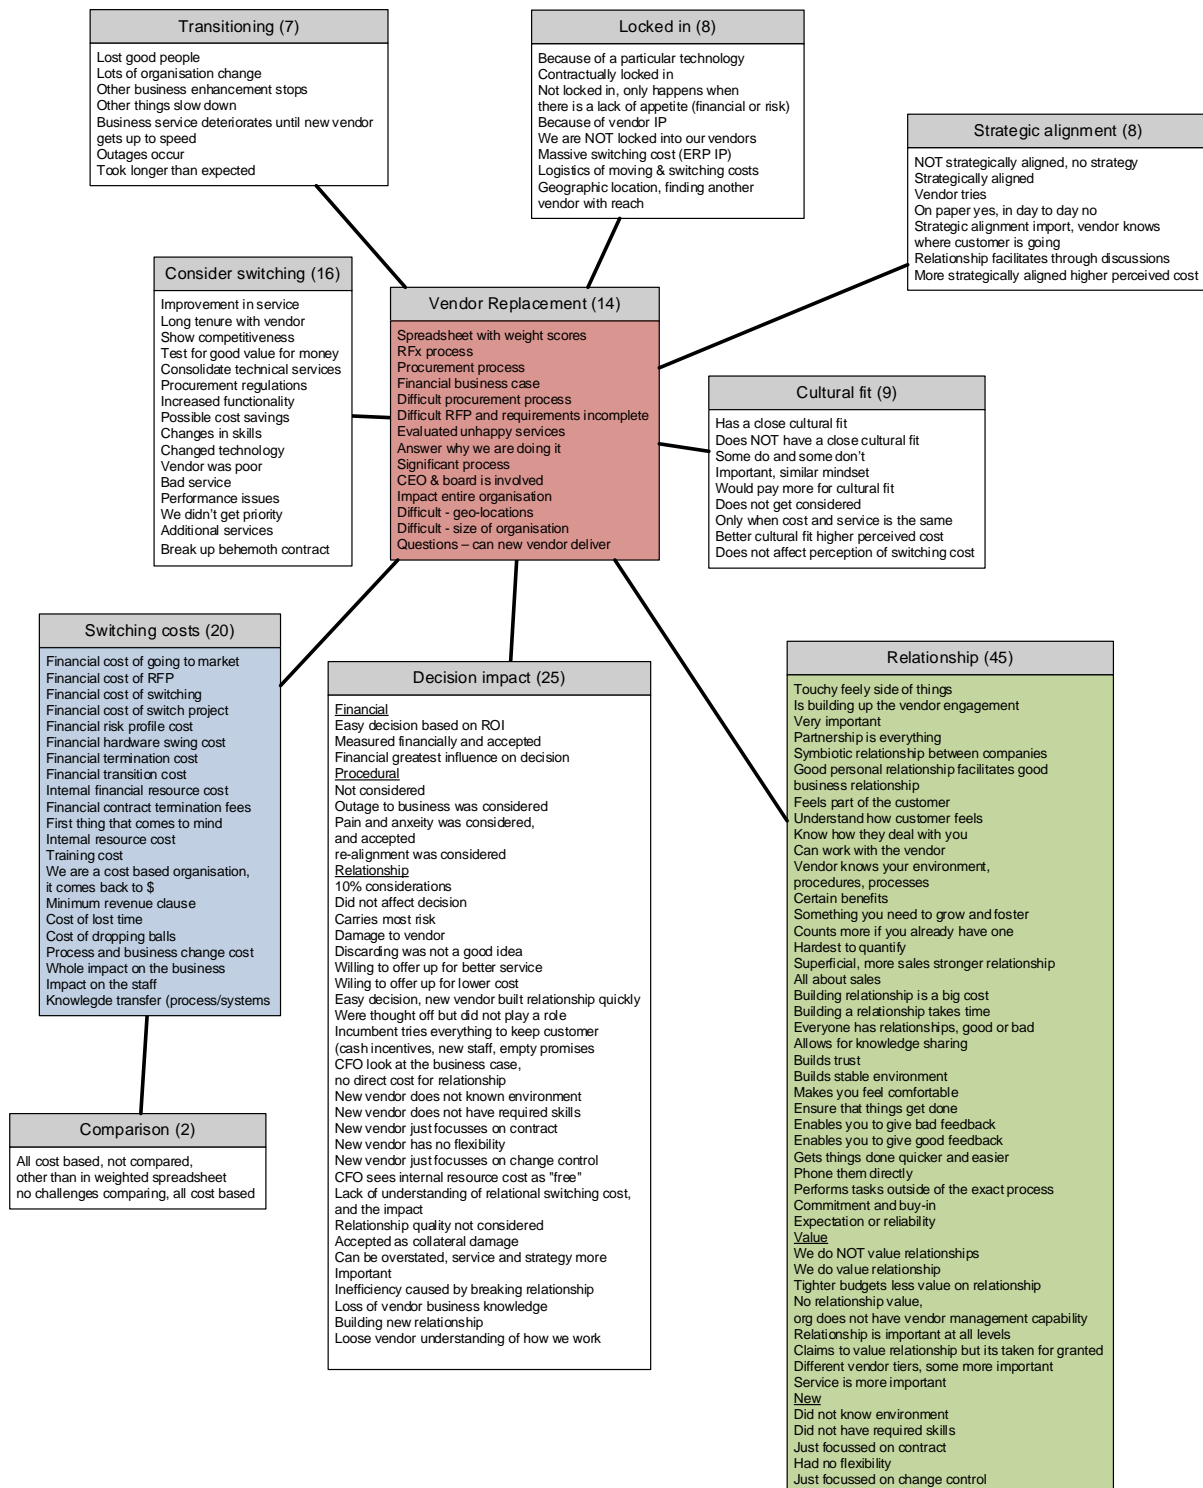 Transitioning (7)
Lost good people
Lots of organisation change
Other business enhancement stops
Other things slow down
Business service deteriorates until new vendor
gets up to speed
Outages occur
Took longer than expected
Locked in (8)
Because of a particular technology
Contractually locked in
Not locked in, only happens when
there is a lack of appetite (financial or risk)
Because of vendor IP
We are NOT locked into our vendors
Massive switching cost (ERP IP)
Logistics of moving & switching costs
Geographic location, finding another
vendor with reach
Strategic alignment (8)
NOT strategically aligned, no strategy
Strategically aligned
Vendor tries
On paper yes, in day to day no
Strategic alignment import, vendor knows
where customer is going
Relationship facilitates through discussions
More strategically aligned higher perceived cost
Consider switching (16)
Improvement in service
Long tenure with vendor
Show competitiveness
Test for good value for money
Consolidate technical services
Procurement regulations
Increased functionality
Possible cost savings
Changes in skills
Changed technology
Vendor was poor
Bad service
Performance issues
We didn't get priority
Additional services
Break up behemoth contract
Vendor Replacement (14)
Spreadsheet with weight scores
RFx process
Procurement process
Financial business case
Difficult procurement process
Difficult RFP and requirements incomplete
Evaluated unhappy services
Answer why we are doing it
Significant process
CEO & board is involved
Impact entire organisation
Difficult - geo-locations
Difficult - size of organisation
Questions – can new vendor deliver
Cultural fit (9)
Has a close cultural fit
Does NOT have a close cultural fit
Some do and some don't
Important, similar mindset
Would pay more for cultural fit
Does not get considered
Only when cost and service is the same
Better cultural fit higher perceived cost
Does not affect perception of switching cost
Switching costs (20)
Financial cost of going to market
Financial cost of RFP
Financial cost of switching
Financial cost of switch project
Financial risk profile cost
Financial hardware swing cost
Financial termination cost
Financial transition cost
Internal financial resource cost
Financial contract termination fees
First thing that comes to mind
Internal resource cost
Training cost
We are a cost based organisation,
it comes back to $
Minimum revenue clause
Cost of lost time
Cost of dropping balls
Process and business change cost
Whole impact on the business
Impact on the staff
Knowlegde transfer (process/systems
Comparison (2)
All cost based, not compared,
other than in weighted spreadsheet
no challenges comparing, all cost based
Decision impact (25)
Financial
Easy decision based on ROI
Measured financially and accepted
Financial greatest influence on decision
Procedural
Not considered
Outage to business was considered
Pain and anxeity was considered,
and accepted
re-alignment was considered
Relationship
10% considerations
Did not affect decision
Carries most risk
Damage to vendor
Discarding was not a good idea
Willing to offer up for better service
Wiling to offer up for lower cost
Easy decision, new vendor built relationship quickly
Were thought off but did not play a role
Incumbent tries everything to keep customer
(cash incentives, new staff, empty promises
CFO look at the business case,
no direct cost for relationship
New vendor does not known environment
New vendor does not have required skills
New vendor just focusses on contract
New vendor has no flexibility
New vendor just focusses on change control
CFO sees internal resource cost as "free"
Lack of understanding of relational switching cost,
and the impact
Relationship quality not considered
Accepted as collateral damage
Can be overstated, service and strategy more
Important
Inefficiency caused by breaking relationship
Loss of vendor business knowledge
Building new relationship
Loose vendor understanding of how we work
Relationship (45)
Touchy feely side of things
Is building up the vendor engagement
Very important
Partnership is everything
Symbiotic relationship between companies
Good personal relationship facilitates good
business relationship
Feels part of the customer
Understand how customer feels
Know how they deal with you
Can work with the vendor
Vendor knows your environment,
procedures, processes
Certain benefits
Something you need to grow and foster
Counts more if you already have one
Hardest to quantify
Superficial, more sales stronger relationship
All about sales
Building relationship is a big cost
Building a relationship takes time
Everyone has relationships, good or bad
Allows for knowledge sharing
Builds trust
Builds stable environment
Makes you feel comfortable
Ensure that things get done
Enables you to give bad feedback
Enables you to give good feedback
Gets things done quicker and easier
Phone them directly
Performs tasks outside of the exact process
Commitment and buy-in
Expectation or reliability
Value
We do NOT value relationships
We do value relationship
Tighter budgets less value on relationship
No relationship value,
org does not have vendor management capability
Relationship is important at all levels
Claims to value relationship but its taken for granted
Different vendor tiers, some more important
Service is more important
New
Did not know environment
Did not have required skills
Just focussed on contract
Had no flexibility
Just focussed on change control